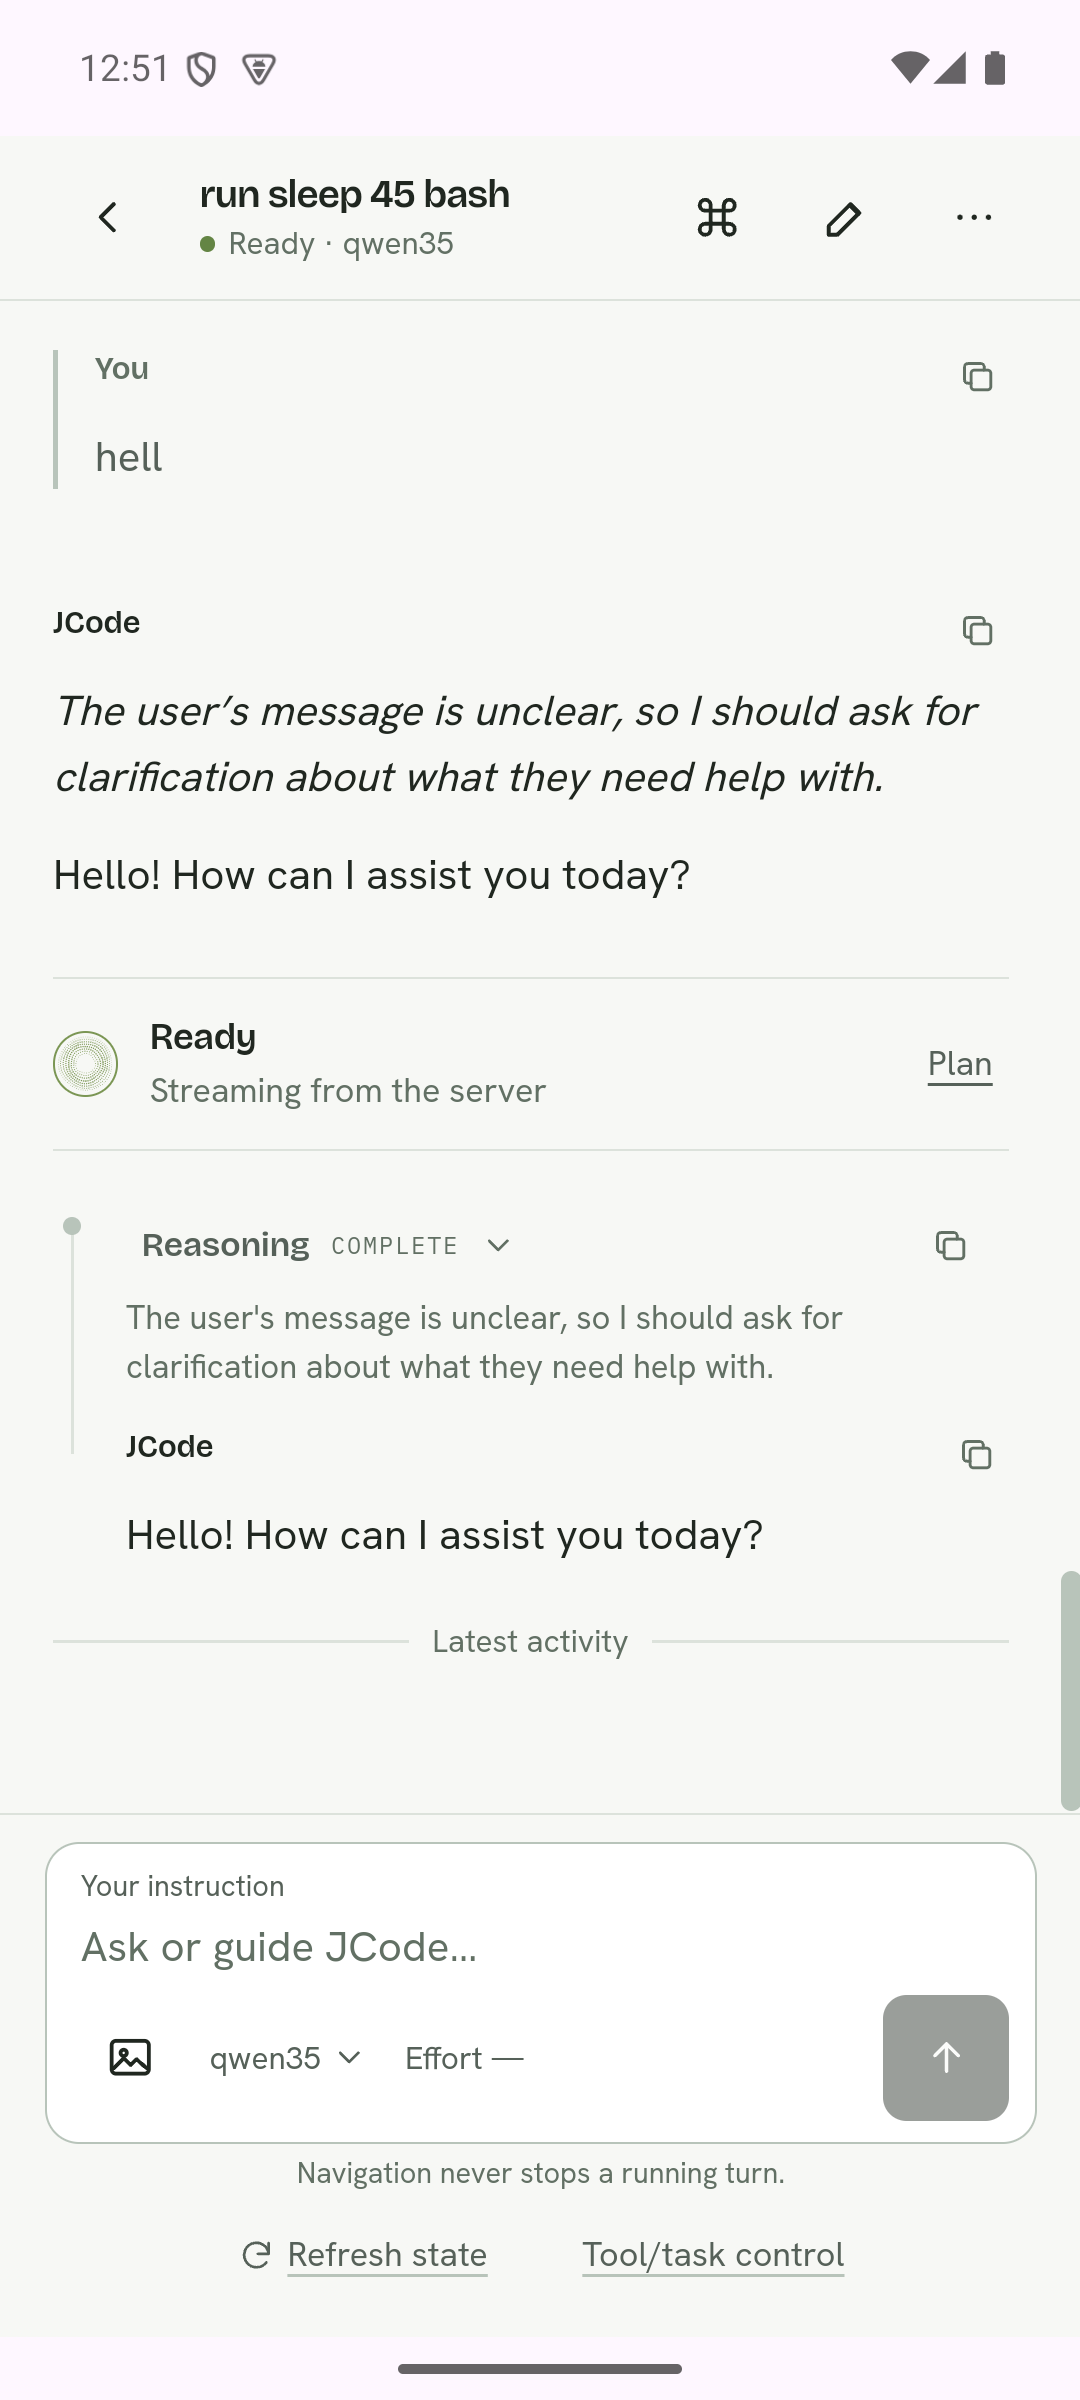 12:51
run sleep 45 bash
Ready · qwen35
You
hell
JCode
The user’s message is unclear, so I should ask for
clarification about what they need help with.
Hello! How can I assist you today?
Ready
Streaming from the server
Plan
Reasoning COMPLETE
The user's message is unclear, so I should ask for
clarification about what they need help with.
JCode
Hello! How can I assist you today?
Latest activity
Your instruction
Ask or guide JCode...
qwen35 Effort —
Navigation never stops a running turn.
Refresh state Tool/task control